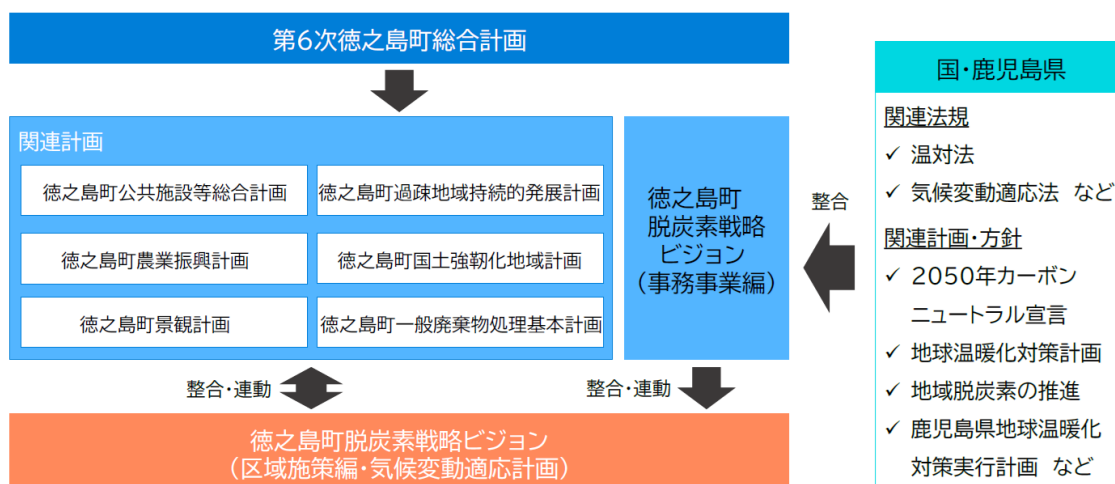 第6次徳之島町総合計画
関連計画
徳之島町公共施設等総合計画
徳之島町過疎地域持続的発展計画
徳之島町農業振興計画
徳之島町国土強靭化地域計画
徳之島町景観計画
徳之島町一般廃棄物処理基本計画
徳之島町
脱炭素戦略
ビジョン
(事務事業編)
整合・連動
整合・連動
徳之島町脱炭素戦略ビジョン
(区域施策編・気候変動適応計画)
整合
国・鹿児島県
関連法規
✓ 温対法
✓ 気候変動適応法 など
関連計画・方針
✓ 2050年カーボン
ニュートラル宣言
✓ 地球温暖化対策計画
✓ 地域脱炭素の推進
✓ 鹿児島県地球温暖化
対策実行計画 など